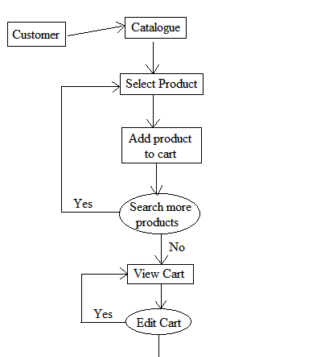 Catalogue
Customer
Select Product
Add product
to cart
Search more
products
Yes
No
View Cart
Yes
Edit Cart